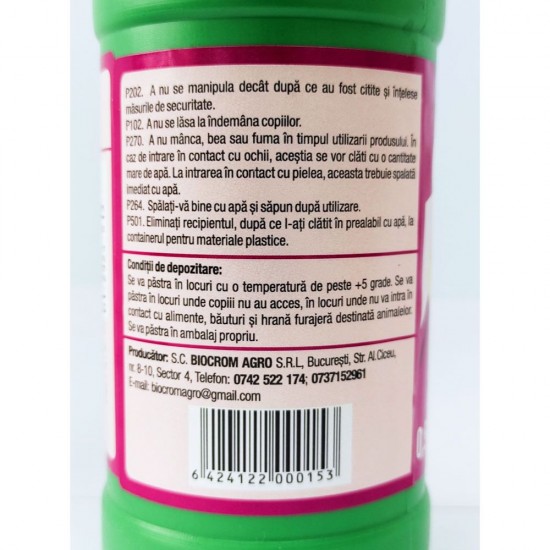 P202. A nu se manipula decât după ce au fost citite și înțelese
măsurile de securitate.
P102. A nu se lăsa la îndemâna copiilor.
P270. A nu mânca, bea sau fuma în timpul utilizarii produsului. În
caz de intrare în contact cu ochii, aceștia se vor clăti cu o cantitate
mare de apă. La intrarea în contact cu pielea, aceasta trebuie spalată
imediat cu apă.
P264. Spălați-vă bine cu apă și săpun după utilizare.
P501. Eliminați recipientul, după ce l-ați clătit în prealabil cu apă, la
containerul pentru materiale plastice.
Condiții de depozitare:
Se va păstra în locuri cu o temperatură de peste +5 grade. Se va
păstra în locuri unde copiii nu au acces, în locuri unde nu va intra în
contact cu alimente, băuturi și hrană furajeră destinată animalelor.
Se va păstra în ambalaj propriu.
Producător: S.C. BIOCROM AGRO S.R.L, București, Str. Al.Ciceu,
nr. 8-10, Sector 4, Telefon: 0742 522 174; 0737152961
E-mail: biocromagro@gmail.com
6 424122 000153